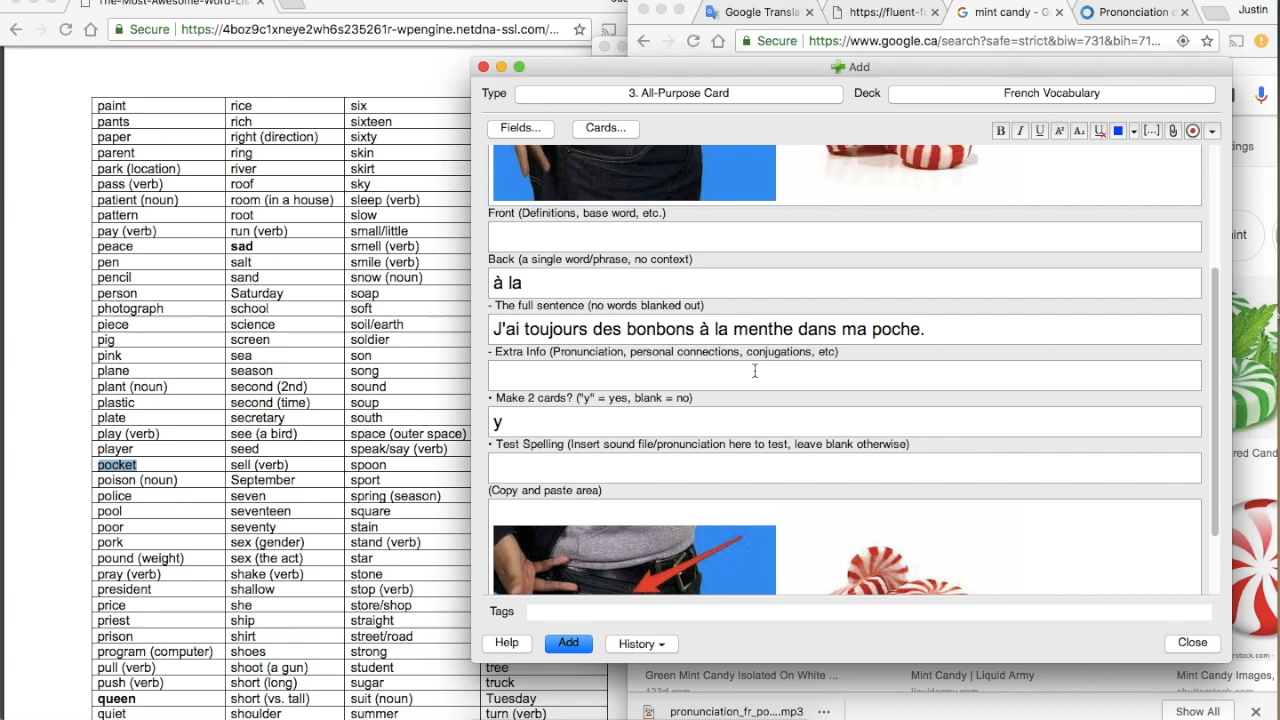 The-Most-Awesome-Word-Lis
Secure
https://4boz9c1xneye2wh6s235261r-wpengine.netdna-ssl.com/...
Google Transla
https://fluent-f
mint candy - G
Pronunciation c
Justin
Secure
https://www.google.ca/search?safe=strict&biw=731&bih=71...
paint rice six
pants rich sixteen
paper right (direction) sixty
parent ring skin
park (location) river skirt
pass (verb) roof sky
patient (noun) room (in a house) sleep (verb)
pattern root slow
pay (verb) run (verb) small/little
peace sad smell (verb)
pen salt smile (verb)
pencil sand snow (noun)
person Saturday soap
photograph school soft
piece science soil/earth
pig screen soldier
pink sea son
plane season song
plant (noun) second (2nd) sound
plastic second (time) soup
plate secretary south
play (verb) see (a bird) space (outer space)
player seed speak/say (verb)
pocket sell (verb) spoon
poison (noun) September sport
police seven spring (season)
pool seventeen square
poor seventy stain
pork sex (gender) stand (verb)
pound (weight) sex (the act) star
pray (verb) shake (verb) stone
president shallow stop (verb)
price she store/shop
priest ship straight
prison shirt street/road
program (computer) shoes strong
pull (verb) shoot (a gun) student tree
push (verb) short (long) sugar truck
queen short (vs. tall) suit (noun) Tuesday
quiet shoulder summer turn (verb)
Add
Type 3. All-Purpose Card Deck French Vocabulary
Fields... Cards... B I U A² A₂ U [...]
Front (Definitions, base word, etc.)
Back (a single word/phrase, no context)
à la
- The full sentence (no words blanked out)
J'ai toujours des bonbons à la menthe dans ma poche.
- Extra Info (Pronunciation, personal connections, conjugations, etc)
• Make 2 cards? ("y" = yes, blank = no)
y
• Test Spelling (Insert sound file/pronunciation here to test, leave blank otherwise)
(Copy and paste area)
Tags
Help Add History Close
ngs
int
red Cand
erstock.com -
Green Mint Candy Isolated On White ...
Mint Candy | Liquid Army
Mint Candy Images,
pronunciation_fr_po....mp3
Show All